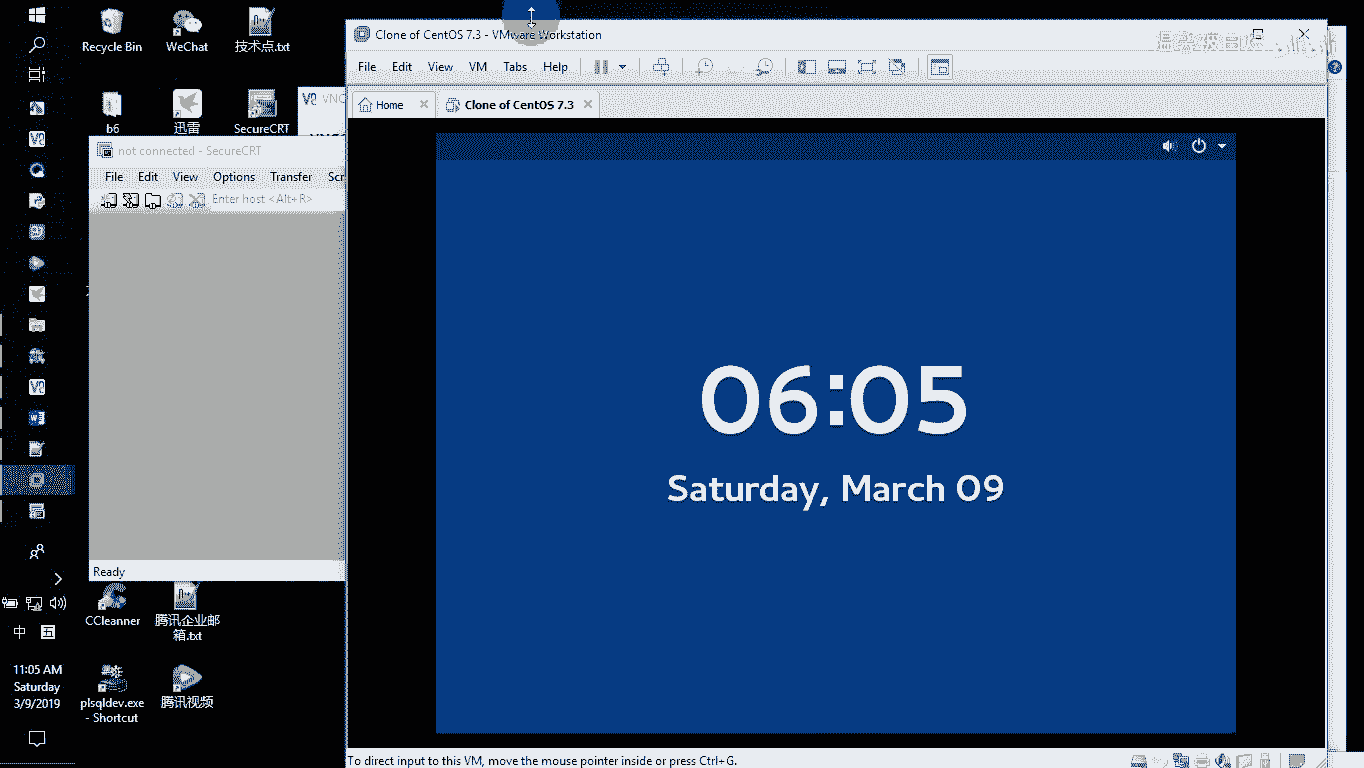 Recycle Bin
WeChat
技术点.txt
b6
迅雷
SecureCRT
not connected - SecureCRT
File Edit View Options Transfer Scr
Enter host <Alt+R>
Ready
CCleaner
腾讯企业邮
箱.txt
plsqldev.exe
- Shortcut
腾讯视频
中 五
11:05 AM
Saturday
3/9/2019
VNC
Clone of CentOS 7.3 - VMware Workstation
File Edit View VM Tabs Help
Home
Clone of CentOS 7.3
06:05
Saturday, March 09
To direct input to this VM, move the mouse pointer inside or press Ctrl+G.